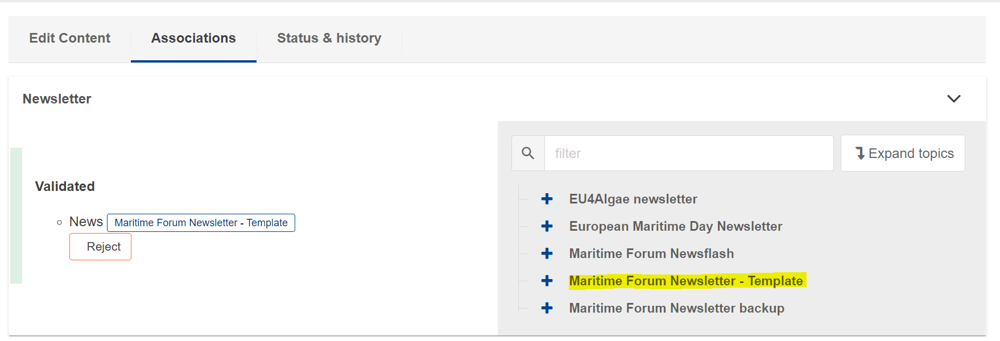 Edit Content
Associations
Status & history
Newsletter
Validated
News Maritime Forum Newsletter - Template
Reject
filter
Expand topics
EU4Algae newsletter
European Maritime Day Newsletter
Maritime Forum Newsflash
Maritime Forum Newsletter - Template
Maritime Forum Newsletter backup